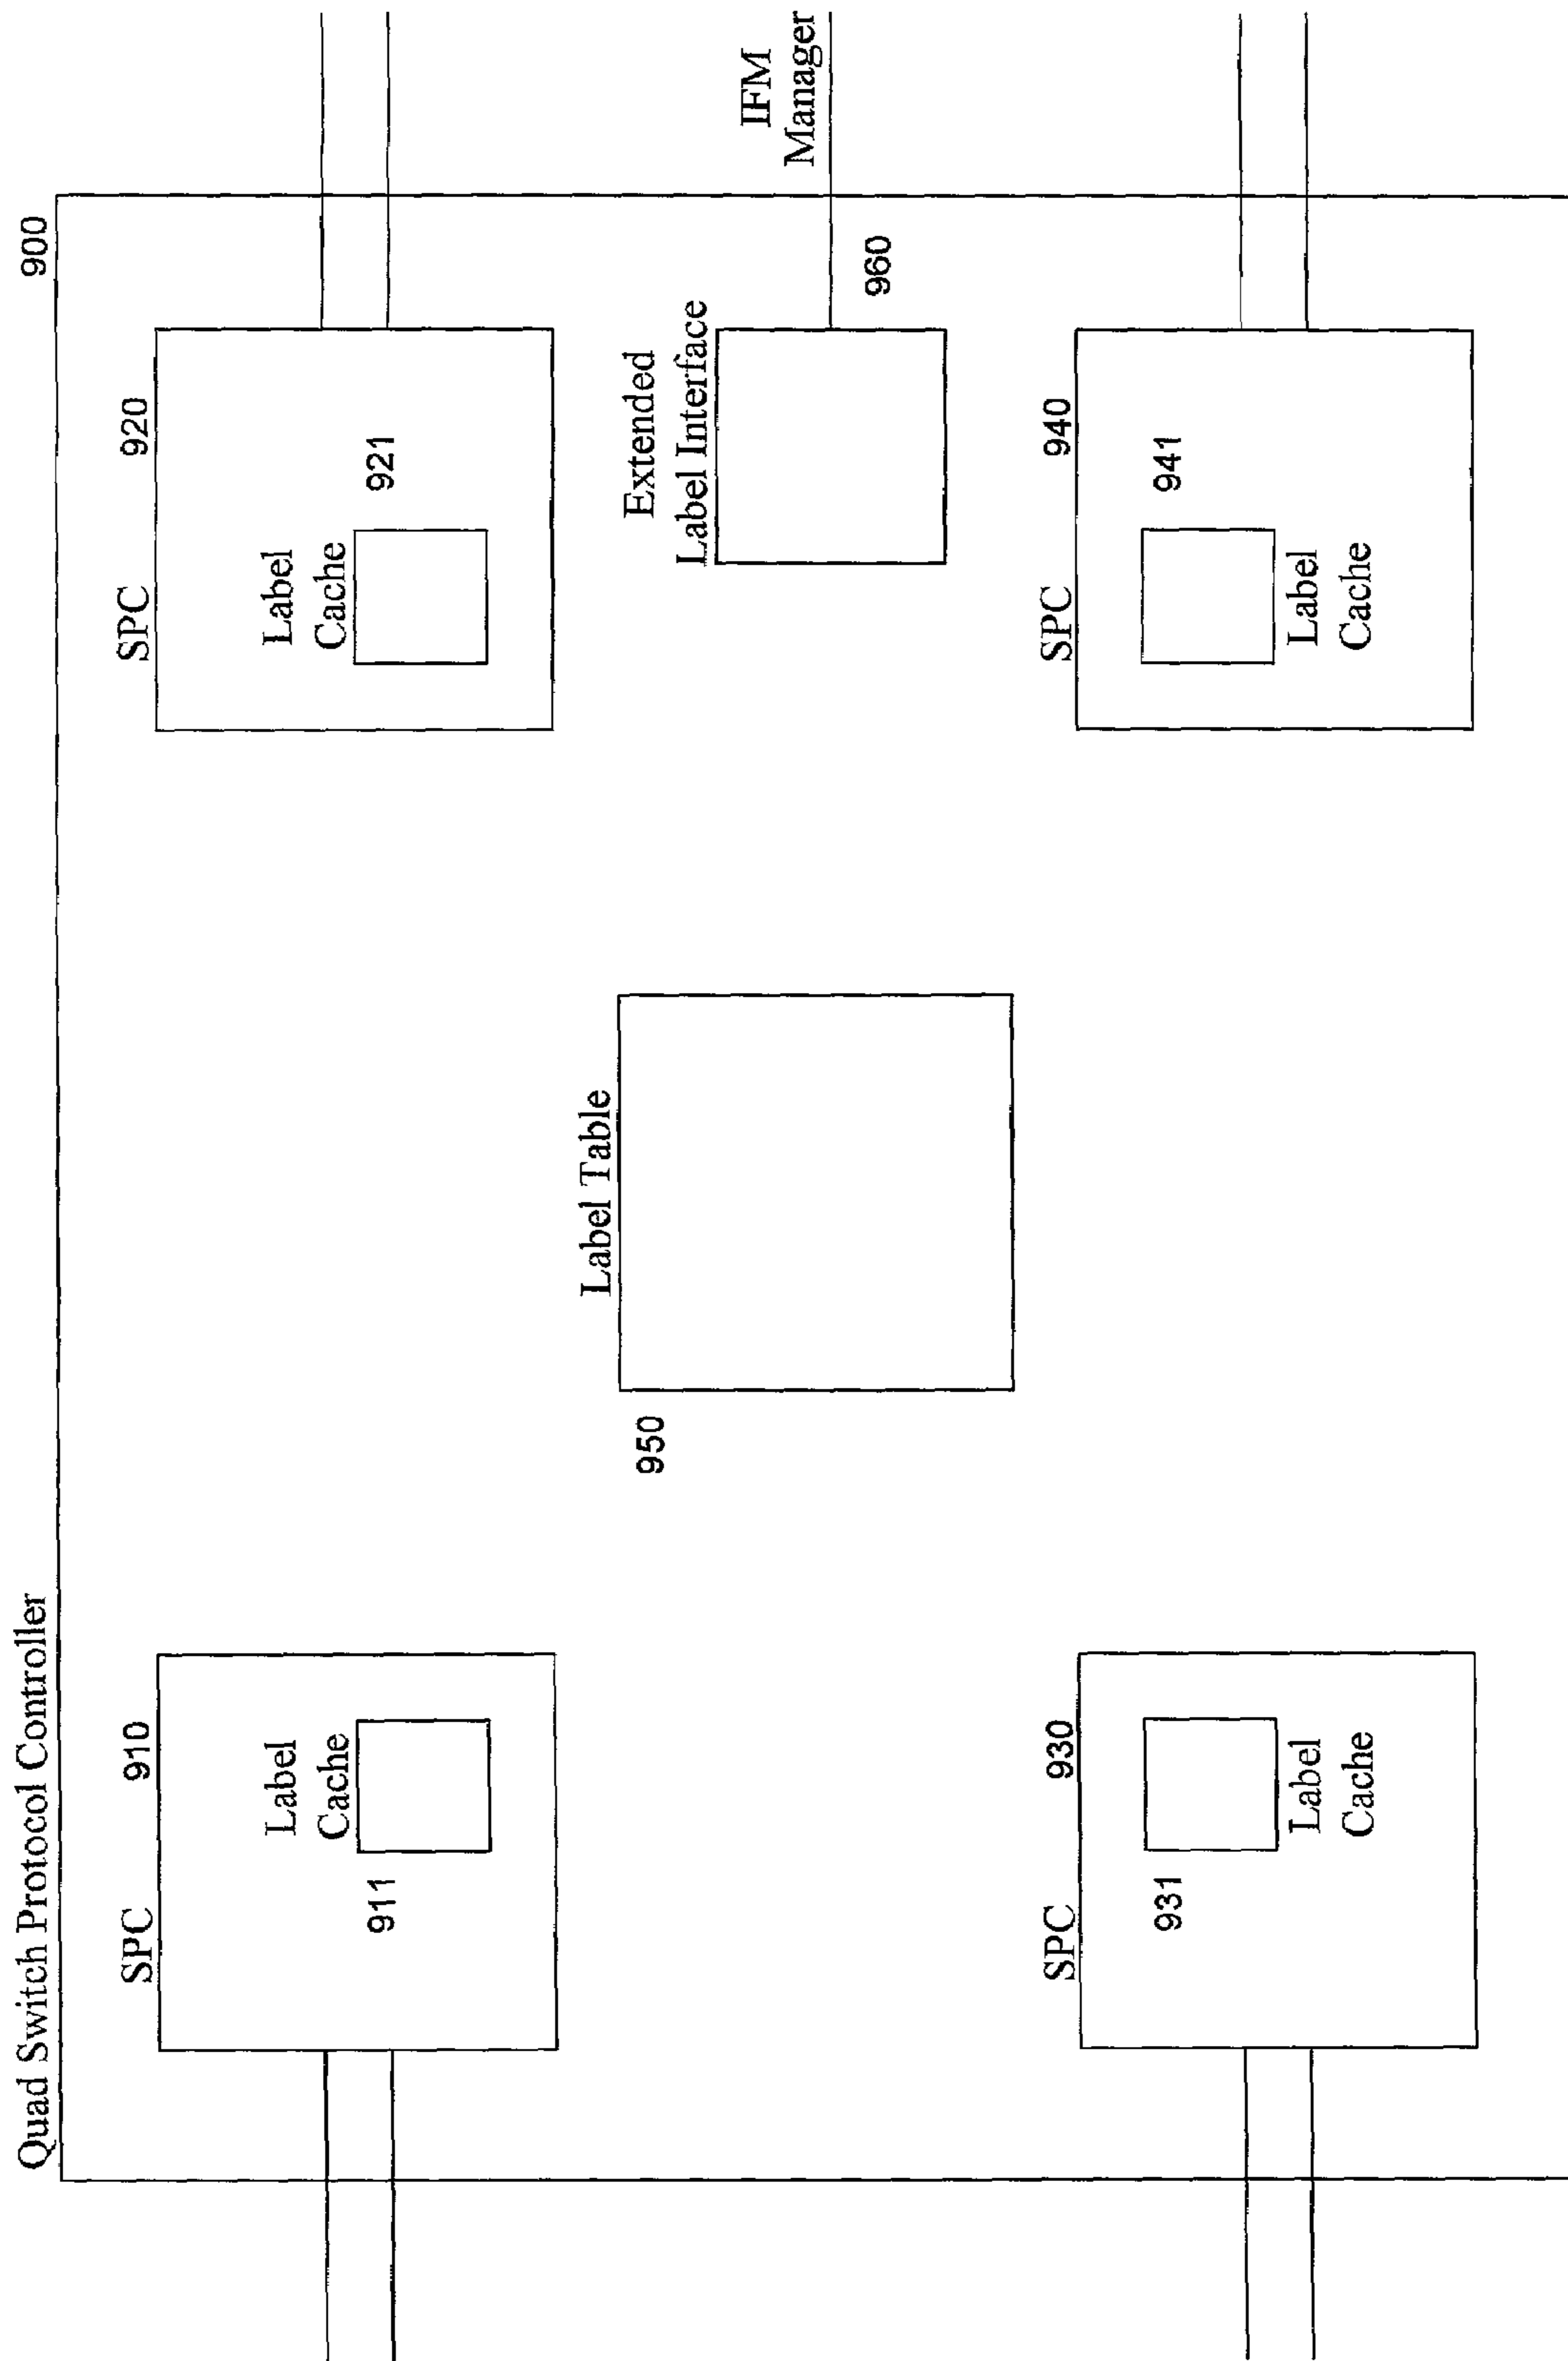 Quad Switch Protocol Controller
900
SPC
910
Label
Cache
911
SPC
920
Label
Cache
921
Label Table
950
Extended
Label Interface
960
IFM
Manager
SPC
930
931
Label
Cache
SPC
940
941
Label
Cache